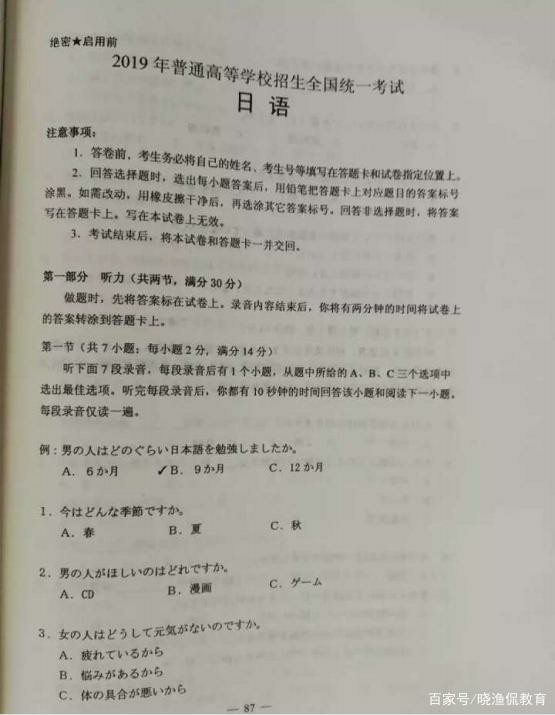 绝密★启用前
2019年普通高等学校招生全国统一考试
日 语
注意事项：
1．答卷前，考生务必将自己的姓名、考生号等填写在答题卡和试卷指定位置上。
2．回答选择题时，选出每小题答案后，用铅笔把答题卡上对应题目的答案标号
涂黑。如需改动，用橡皮擦干净后，再选涂其它答案标号。回答非选择题时，将答案
写在答题卡上。写在本试卷上无效。
3．考试结束后，将本试卷和答题卡一并交回。
第一部分 听力（共两节，满分 30 分）
做题时，先将答案标在试卷上。录音内容结束后，你将有两分钟的时间将试卷上
的答案转涂到答题卡上。
第一节（共 7 小题；每小题 2 分，满分 14 分）
听下面 7 段录音，每段录音后有 1 个小题，从题中所给的 A、B、C 三个选项中
选出最佳选项。听完每段录音后，你都有 10 秒钟的时间回答该小题和阅读下一小题。
每段录音仅读一遍。
例：男の人はどのぐらい日本語を勉強しましたか。
A．６か月 ✓B．９か月 C．12 か月
1．今はどんな季節ですか。
A．春 B．夏 C．秋
2．男の人がほしいのはどれですか。
A．CD B．漫画 C．ゲーム
3．女の人はどうして元気がないのですか。
A．疲れているから
B．悩みがあるから
C．体の具合が悪いから
— 87 —
百家号/晓渔侃教育